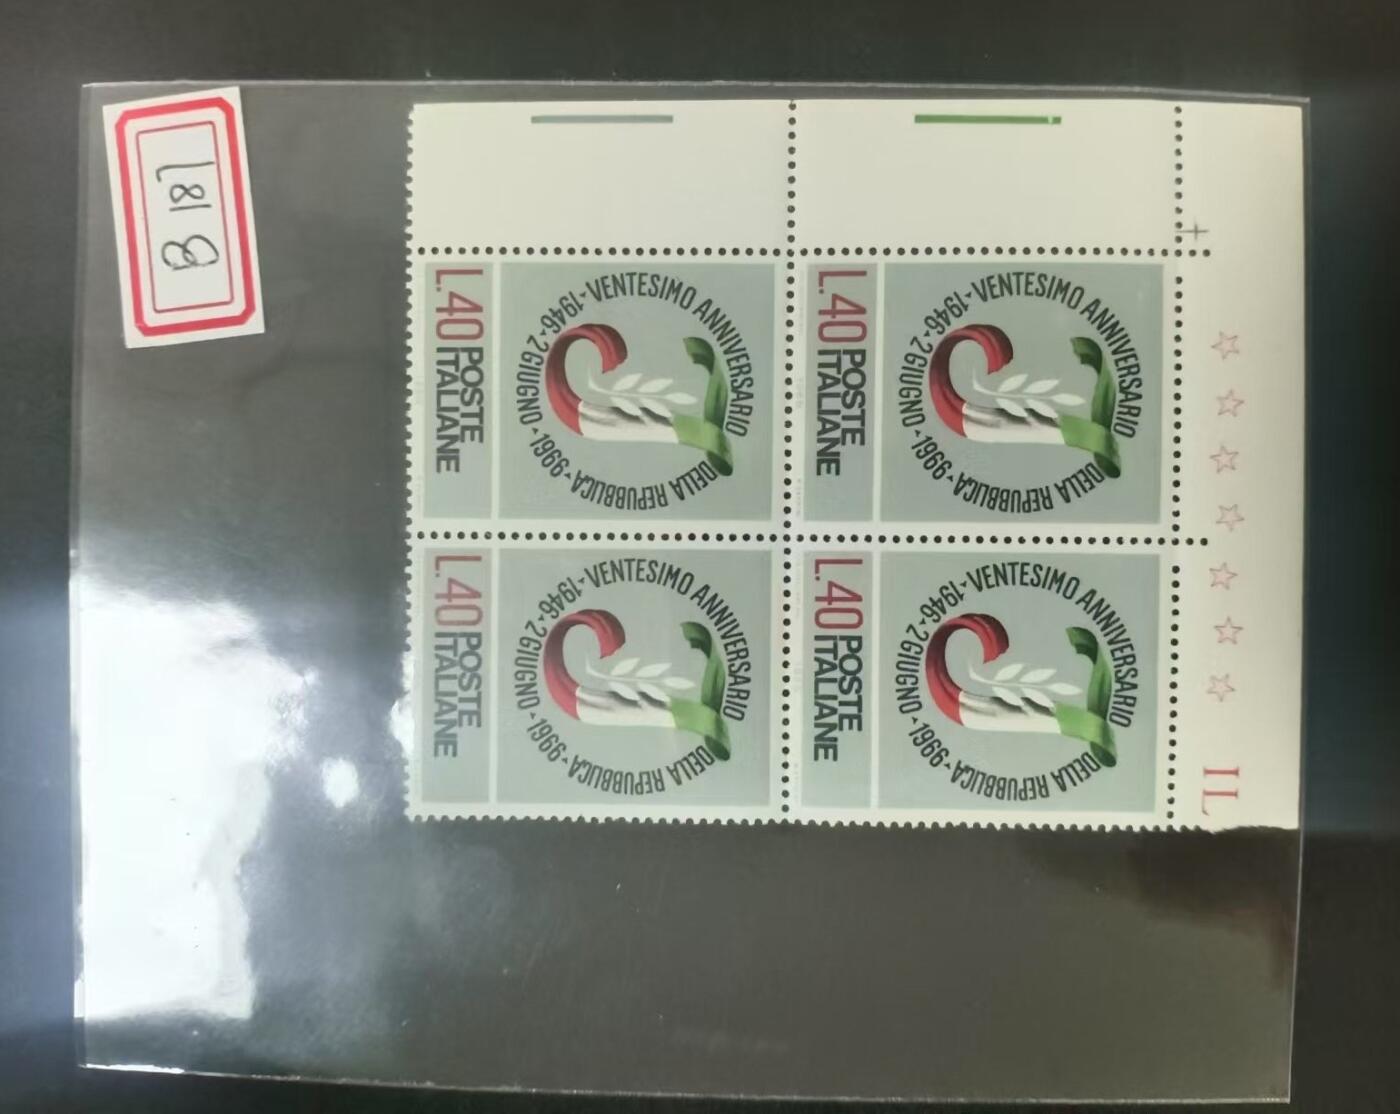 B 187
L.40 POSTE
ITALIANE
1946 · 2 GIUGNO · 1966 · VENTESIMO ANNIVERSARIO DELLA REPUBBLICA
L.40 POSTE
ITALIANE
1946 · 2 GIUGNO · 1966 · VENTESIMO ANNIVERSARIO DELLA REPUBBLICA
L.40 POSTE
ITALIANE
1946 · 2 GIUGNO · 1966 · VENTESIMO ANNIVERSARIO DELLA REPUBBLICA
L.40 POSTE
ITALIANE
1946 · 2 GIUGNO · 1966 · VENTESIMO ANNIVERSARIO DELLA REPUBBLICA
☆☆☆☆☆☆☆ IL